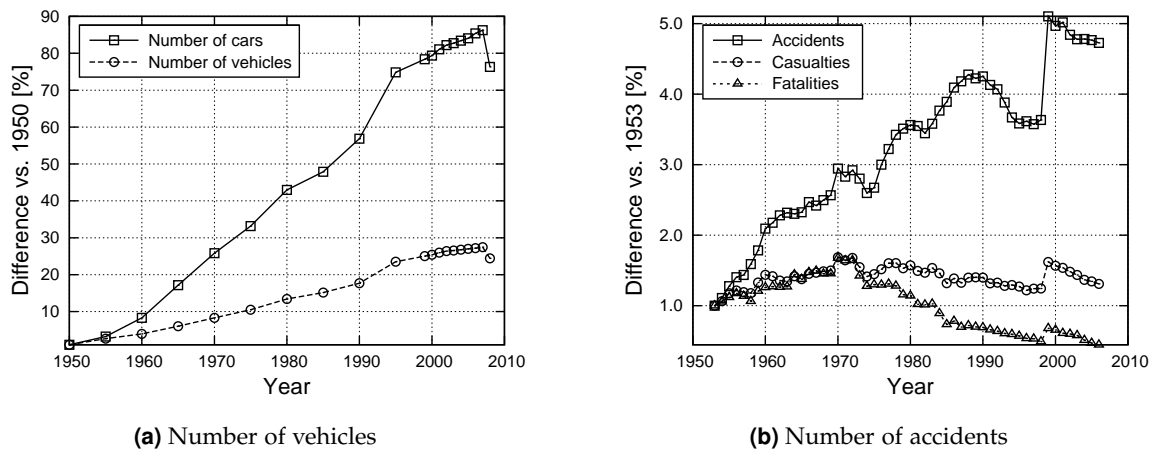 90
80
70
60
50
40
30
20
10
1950 1960 1970 1980 1990 2000 2010
Difference vs. 1950 [%]
Year
Number of cars
Number of vehicles
(a) Number of vehicles
5.0
4.0
3.0
2.0
1.0
1950 1960 1970 1980 1990 2000 2010
Difference vs. 1953 [%]
Year
Accidents
Casualties
Fatalities
(b) Number of accidents